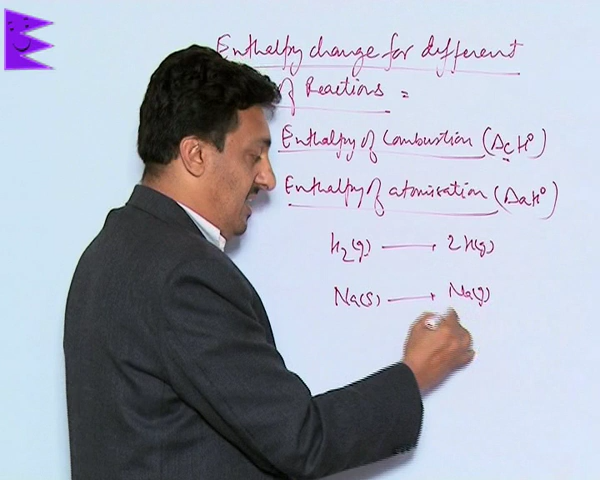 Enthalpy change for different
of Reactions =
Enthalpy of Combustion (ΔcH°)
Enthalpy of atomisation (ΔaH°)
H₂(g) ⟶ 2H(g)
Na(s) ⟶ Na(g)